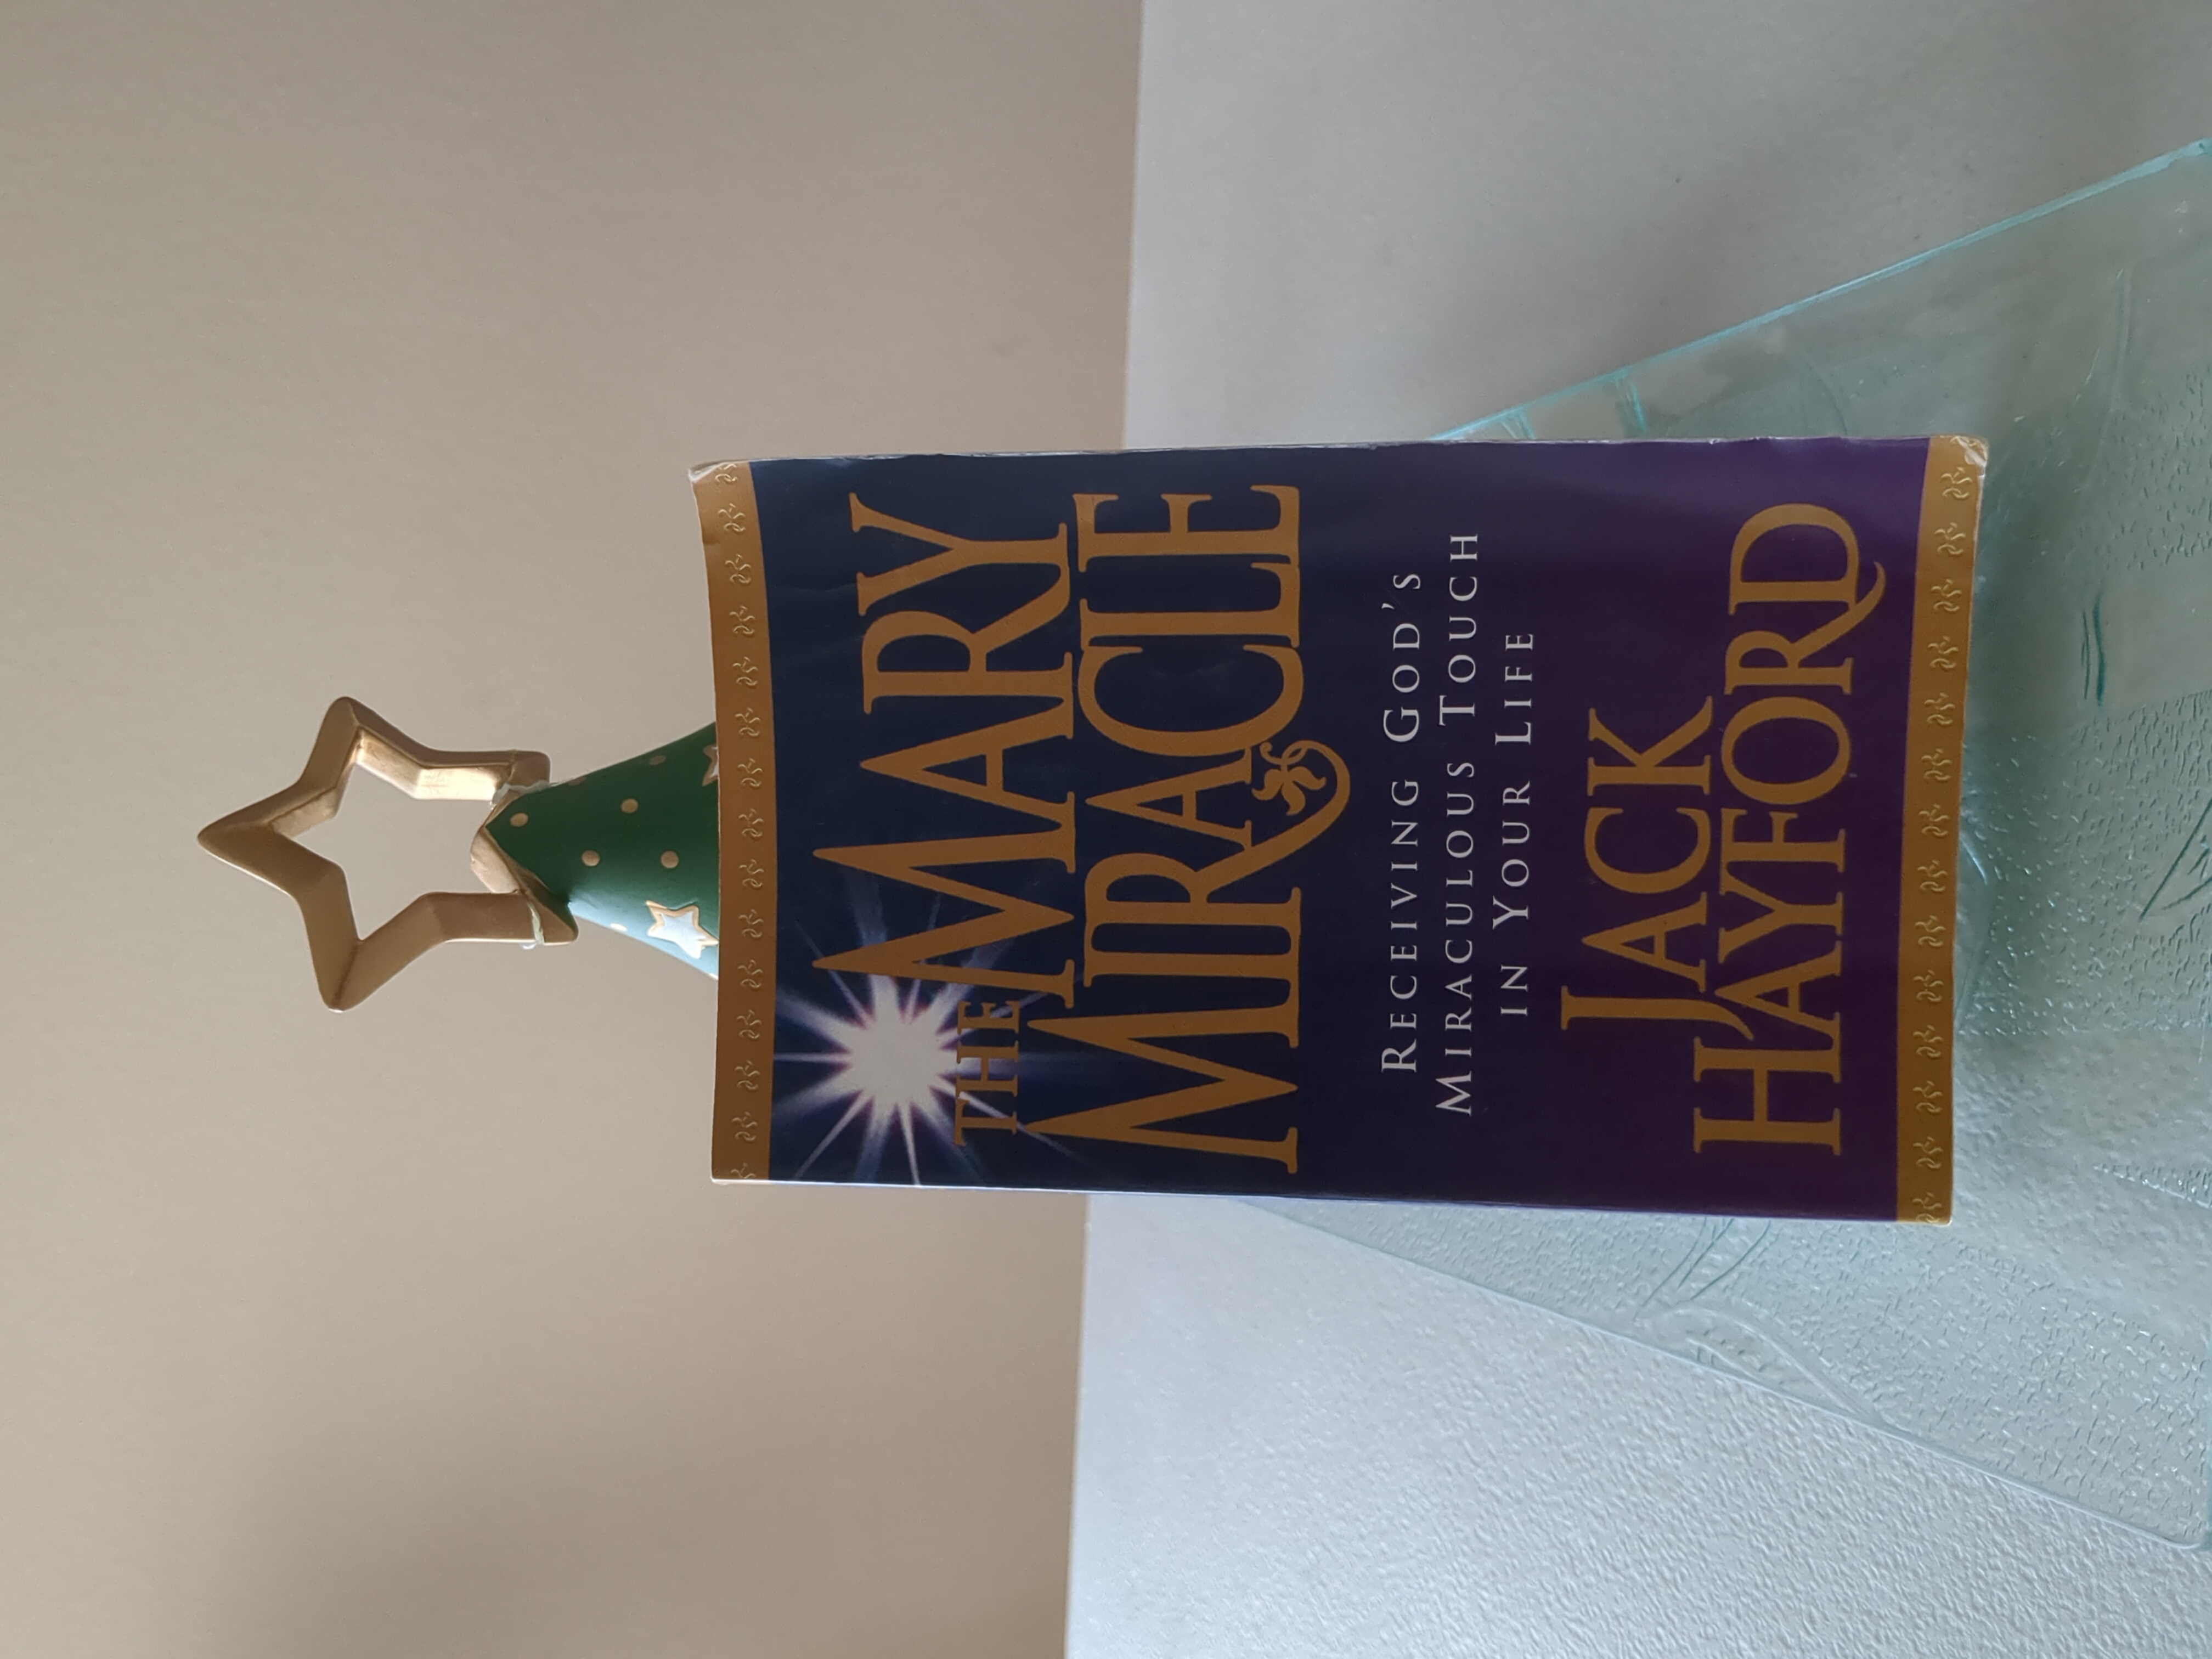 THE MARY
MIRACLE
RECEIVING GOD'S
MIRACULOUS TOUCH
IN YOUR LIFE
JACK
HAYFORD